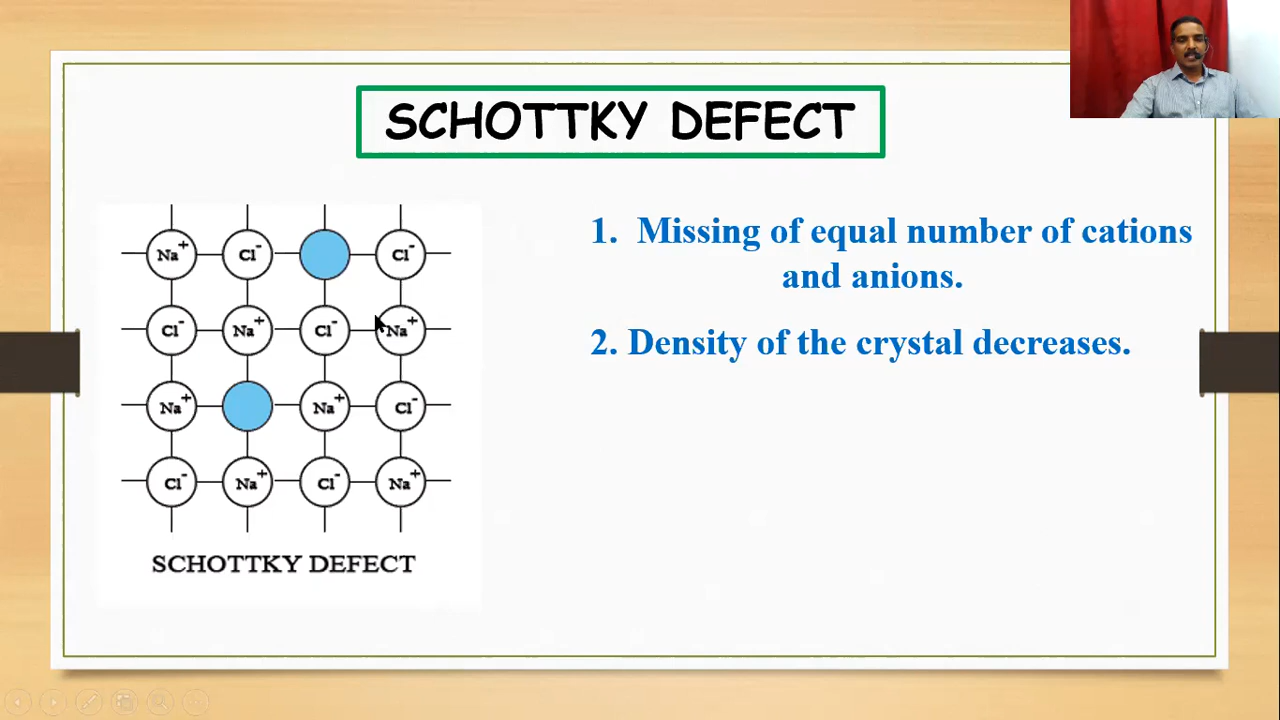 SCHOTTKY DEFECT
Na+ Cl- Cl-
Cl- Na+ Cl- Na+
Na+ Na+ Cl-
Cl- Na+ Cl- Na+
SCHOTTKY DEFECT
1. Missing of equal number of cations
and anions.
2. Density of the crystal decreases.